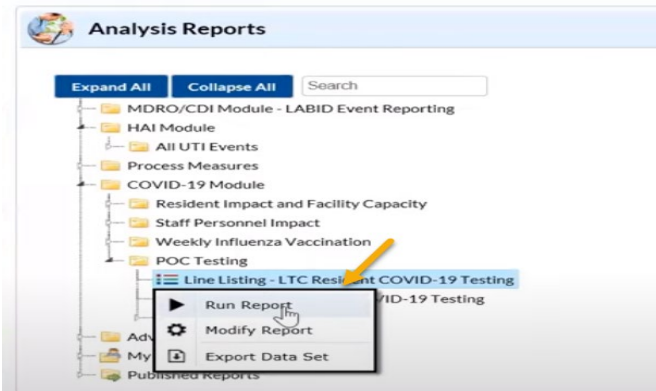 Analysis Reports
Expand All Collapse All Search
MDRO/CDI Module - LABID Event Reporting
HAI Module
All UTI Events
Process Measures
COVID-19 Module
Resident Impact and Facility Capacity
Staff Personnel Impact
Weekly Influenza Vaccination
POC Testing
Line Listing - LTC Resident COVID-19 Testing
Run Report
VID-19 Testing
Modify Report
Adv
My
Export Data Set
Published Reports